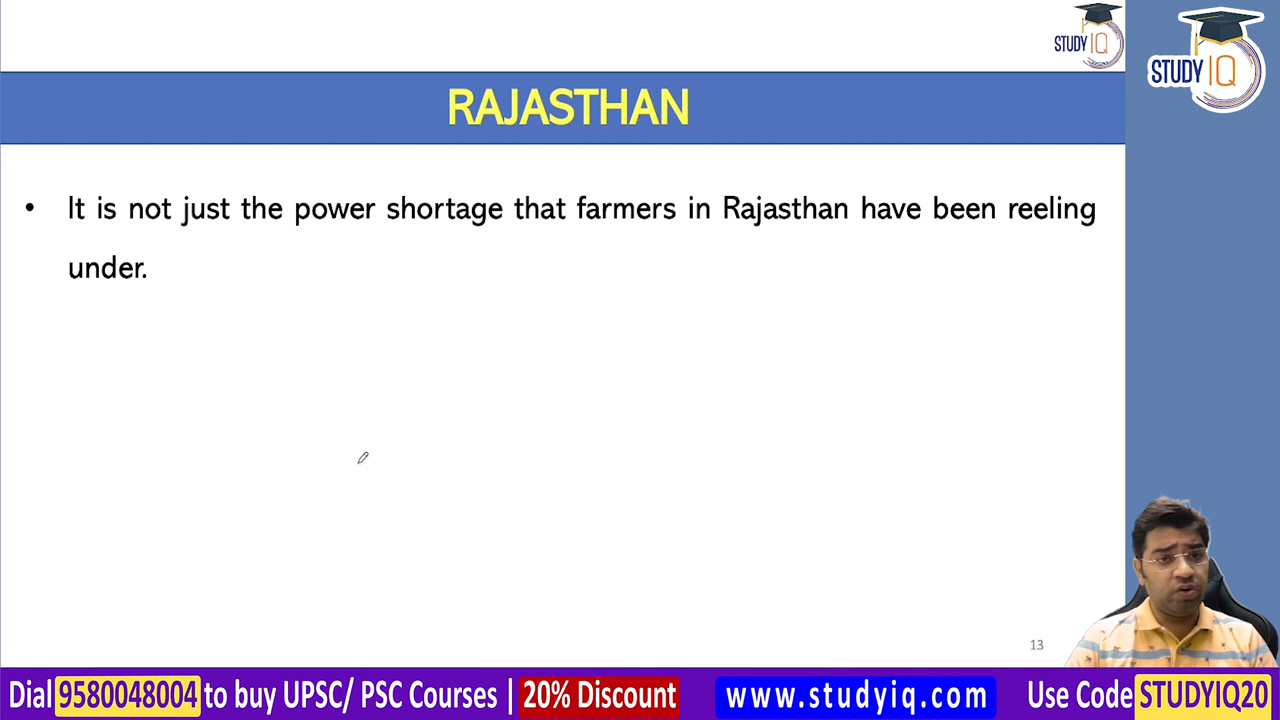 STUDY IQ
STUDY IQ
RAJASTHAN
• It is not just the power shortage that farmers in Rajasthan have been reeling
under.
13
Dial 9580048004 to buy UPSC/ PSC Courses | 20% Discount www.studyiq.com Use Code STUDYIQ20